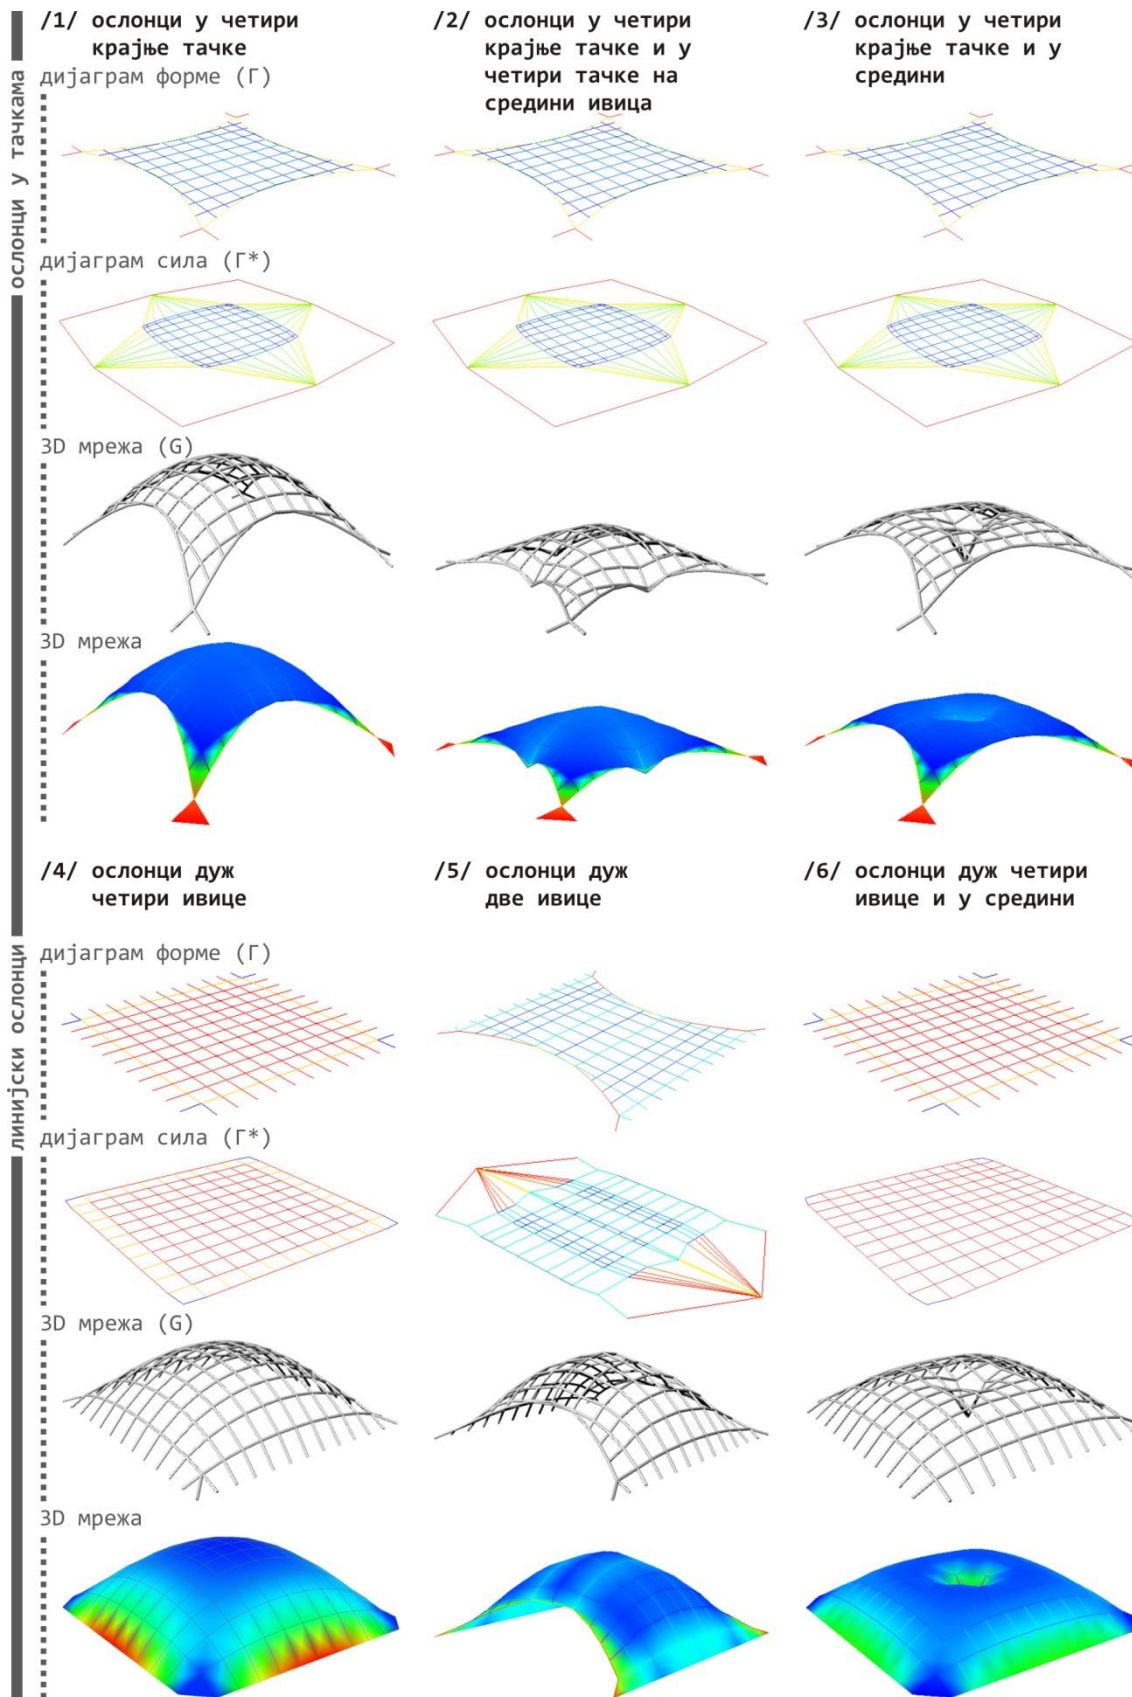 ослонци у тачкама
/1/ ослонци у четири
крајње тачке
/2/ ослонци у четири
крајње тачке и у
четири тачке на
средини ивица
/3/ ослонци у четири
крајње тачке и у
средини
дијаграм форме (Г)
дијаграм сила (Г*)
3D мрежа (G)
3D мрежа
линијски ослонци
/4/ ослонци дуж
четири ивице
/5/ ослонци дуж
две ивице
/6/ ослонци дуж четири
ивице и у средини
дијаграм форме (Г)
дијаграм сила (Г*)
3D мрежа (G)
3D мрежа